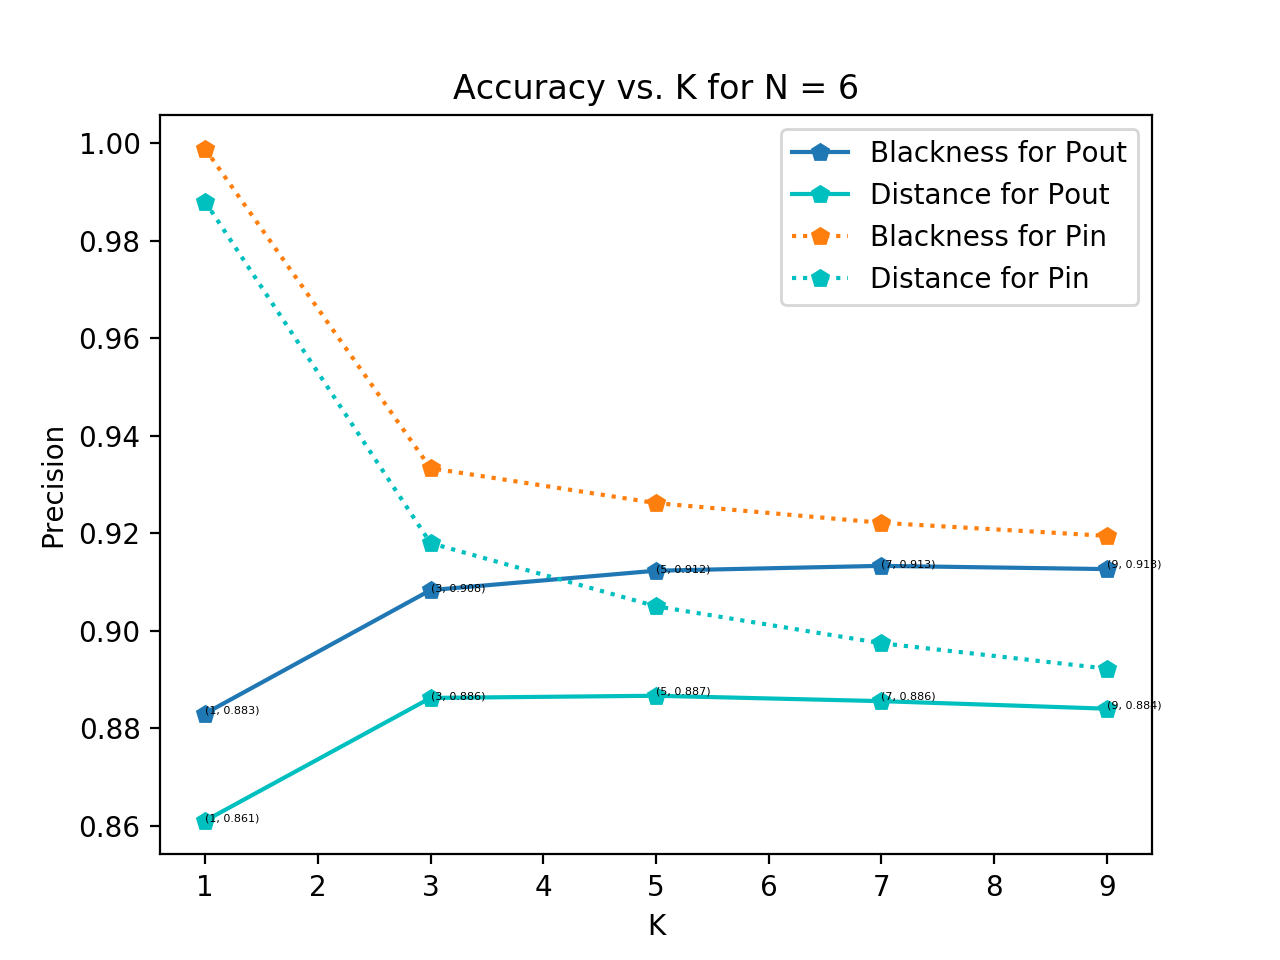 Accuracy vs. K for N = 6
Blackness for Pout
Distance for Pout
Blackness for Pin
Distance for Pin
1.00
0.98
0.96
0.94
0.92
0.90
0.88
0.86
Precision
(1, 0.883)
(3, 0.908)
(5, 0.912)
(7, 0.913)
(9, 0.913)
(1, 0.861)
(3, 0.886)
(5, 0.887)
(7, 0.886)
(9, 0.884)
1 2 3 4 5 6 7 8 9
K